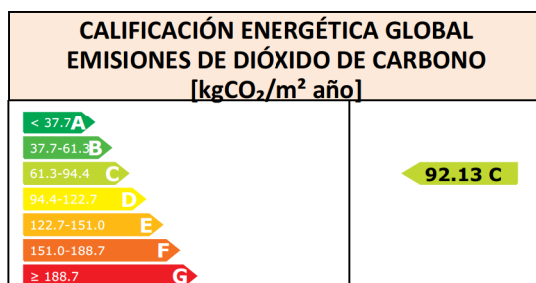 CALIFICACIÓN ENERGÉTICA GLOBAL
EMISIONES DE DIÓXIDO DE CARBONO
[kgCO₂/m² año]
< 37.7 A
37.7-61.3 B
61.3-94.4 C
92.13 C
94.4-122.7 D
122.7-151.0 E
151.0-188.7 F
≥ 188.7 G